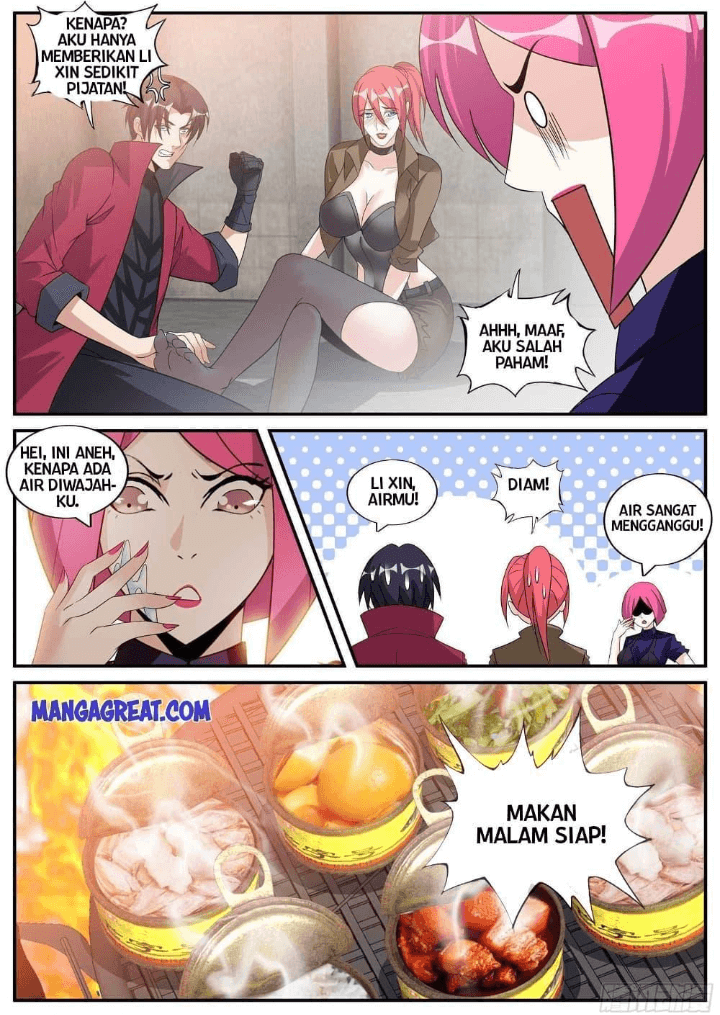 KENAPA?
AKU HANYA
MEMBERIKAN LI
XIN SEDIKIT
PIJATAN!
AHHH, MAAF,
AKU SALAH
PAHAM!
HEI, INI ANEH,
KENAPA ADA
AIR DIWAJAH-
KU.
LI XIN,
AIRMU!
DIAM!
AIR SANGAT
MENGGANGGU!
MANGAGREAT.COM
MAKAN
MALAM SIAP!